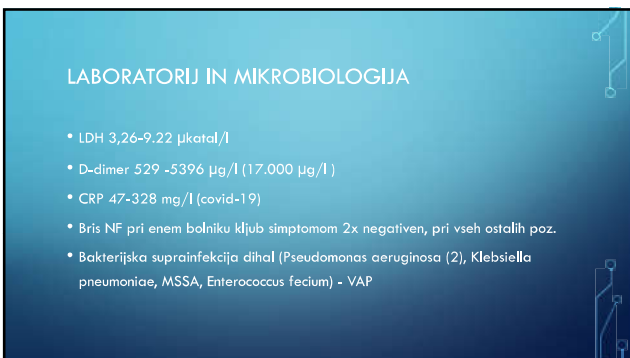 LABORATORIJ IN MIKROBIOLOGIJA
• LDH 3,26-9.22 µkatal/l
• D-dimer 529 -5396 µg/l (17.000 µg/l )
• CRP 47-328 mg/l (covid-19)
• Bris NF pri enem bolniku kljub simptomom 2x negativen, pri vseh ostalih poz.
• Bakterijska suprainfekcija dihal (Pseudomonas aeruginosa (2), Klebsiella
pneumoniae, MSSA, Enterococcus fecium) - VAP